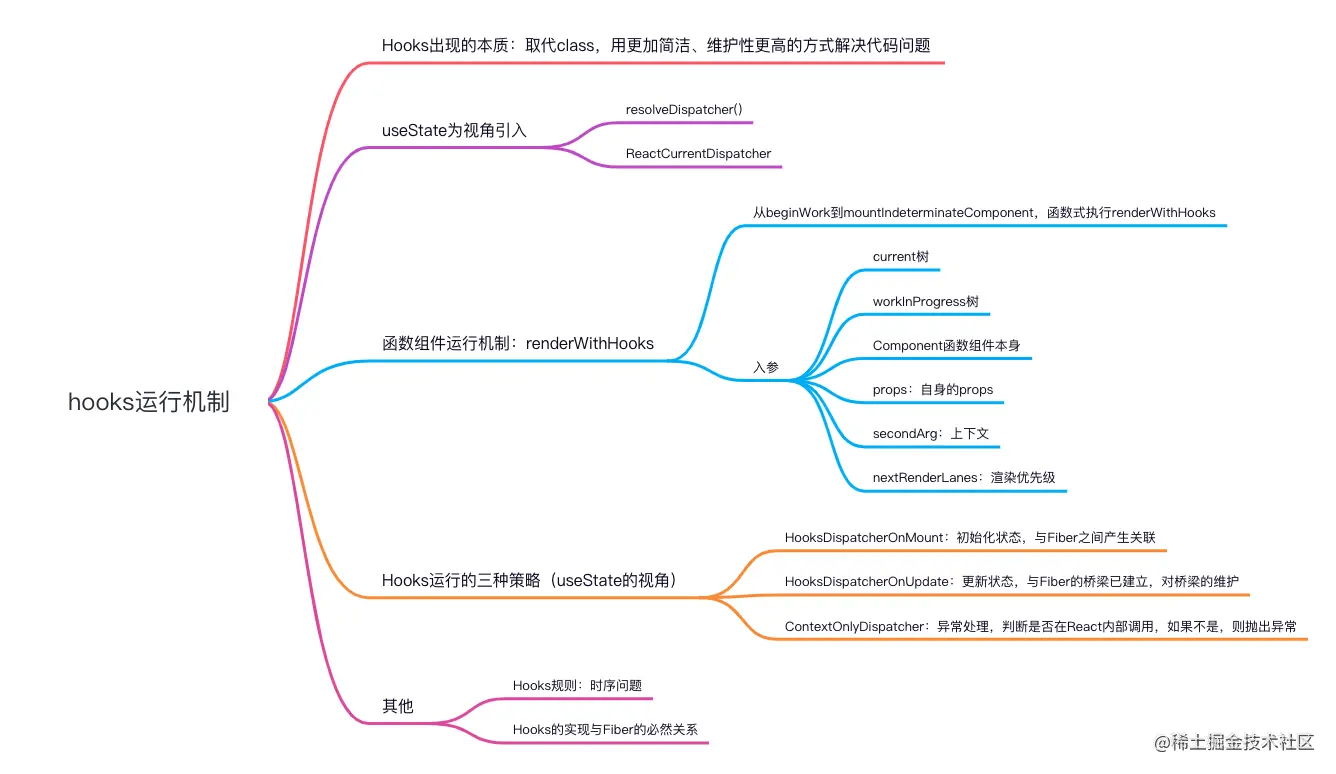 hooks运行机制
Hooks出现的本质：取代class，用更加简洁、维护性更高的方式解决代码问题
useState为视角引入
resolveDispatcher()
ReactCurrentDispatcher
函数组件运行机制：renderWithHooks
从beginWork到mountIndeterminateComponent，函数式执行renderWithHooks
入参
current树
workInProgress树
Component函数组件本身
props：自身的props
secondArg：上下文
nextRenderLanes：渲染优先级
Hooks运行的三种策略（useState的视角）
HooksDispatcherOnMount：初始化状态，与Fiber之间产生关联
HooksDispatcherOnUpdate：更新状态，与Fiber的桥梁已建立，对桥梁的维护
ContextOnlyDispatcher：异常处理，判断是否在React内部调用，如果不是，则抛出异常
其他
Hooks规则：时序问题
Hooks的实现与Fiber的必然关系
@稀土掘金技术社区